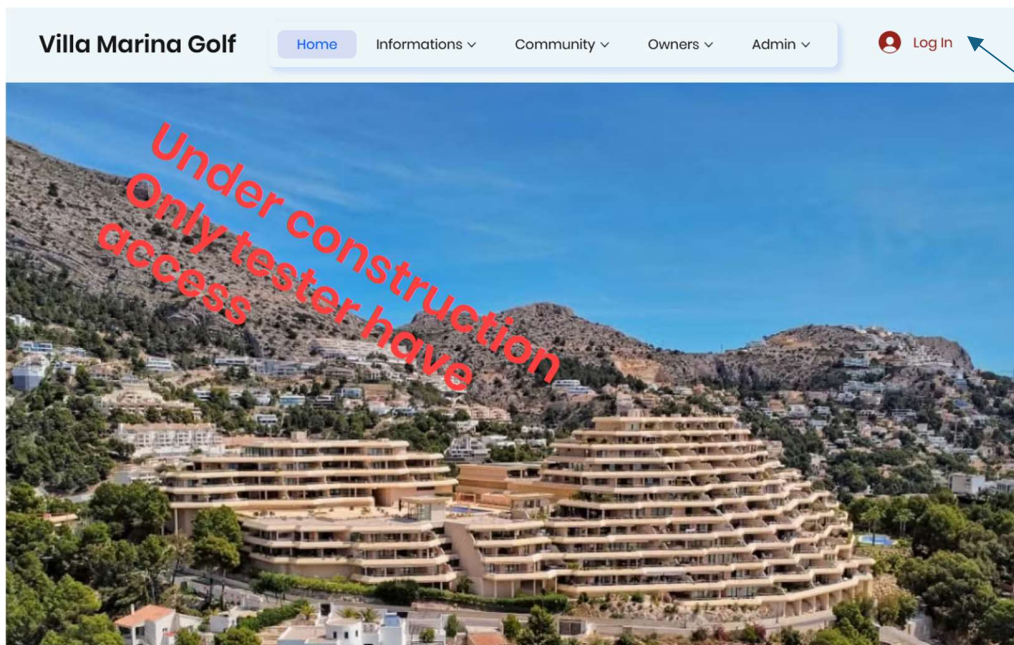 Villa Marina Golf
Home
Informations
Community
Owners
Admin
Log In
Under construction
Only tester have
access